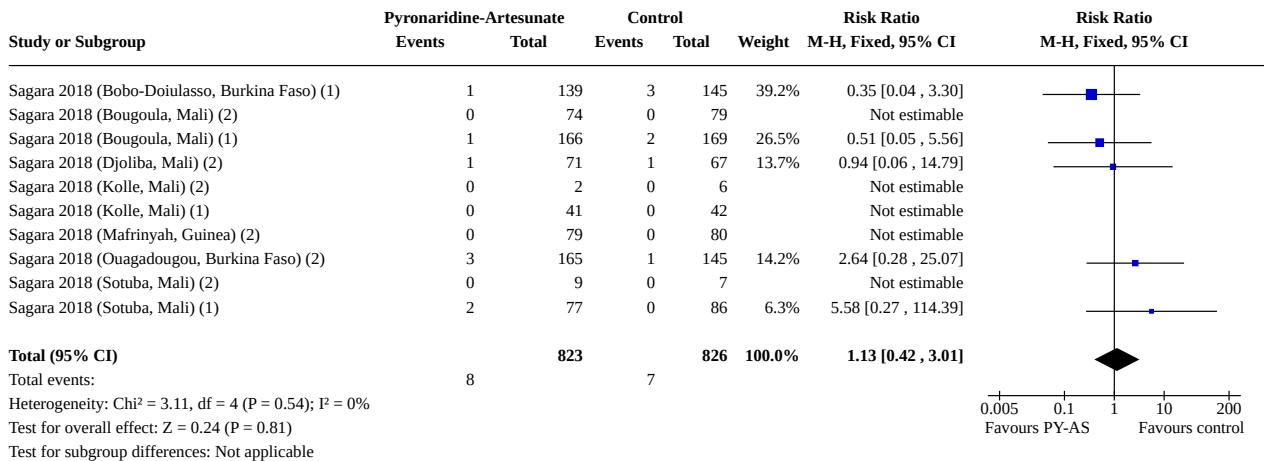 Pyronaridine-Artesunate Control Risk Ratio Risk Ratio
Study or Subgroup Events Total Events Total Weight M-H, Fixed, 95% CI M-H, Fixed, 95% CI
Sagara 2018 (Bobo-Doiulasso, Burkina Faso) (1) 1 139 3 145 39.2% 0.35 [0.04 , 3.30]
Sagara 2018 (Bougoula, Mali) (2) 0 74 0 79 Not estimable
Sagara 2018 (Bougoula, Mali) (1) 1 166 2 169 26.5% 0.51 [0.05 , 5.56]
Sagara 2018 (Djoliba, Mali) (2) 1 71 1 67 13.7% 0.94 [0.06 , 14.79]
Sagara 2018 (Kolle, Mali) (2) 0 2 0 6 Not estimable
Sagara 2018 (Kolle, Mali) (1) 0 41 0 42 Not estimable
Sagara 2018 (Mafrinyah, Guinea) (2) 0 79 0 80 Not estimable
Sagara 2018 (Ouagadougou, Burkina Faso) (2) 3 165 1 145 14.2% 2.64 [0.28 , 25.07]
Sagara 2018 (Sotuba, Mali) (2) 0 9 0 7 Not estimable
Sagara 2018 (Sotuba, Mali) (1) 2 77 0 86 6.3% 5.58 [0.27 , 114.39]
Total (95% CI) 823 826 100.0% 1.13 [0.42 , 3.01]
Total events: 8 7
Heterogeneity: Chi² = 3.11, df = 4 (P = 0.54); I² = 0%
Test for overall effect: Z = 0.24 (P = 0.81)
Test for subgroup differences: Not applicable
0.005 0.1 1 10 200
Favours PY-AS Favours control